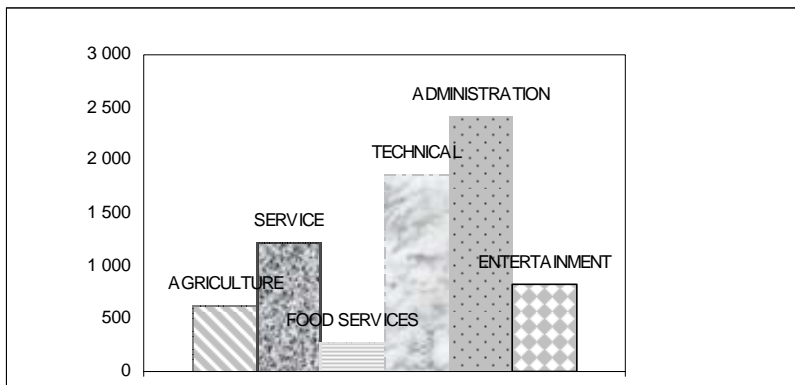 3 000
2 500
2 000
1 500
1 000
500
0
ADMINISTRATION
TECHNICAL
SERVICE
ENTERTAINMENT
AGRICULTURE
FOOD SERVICES